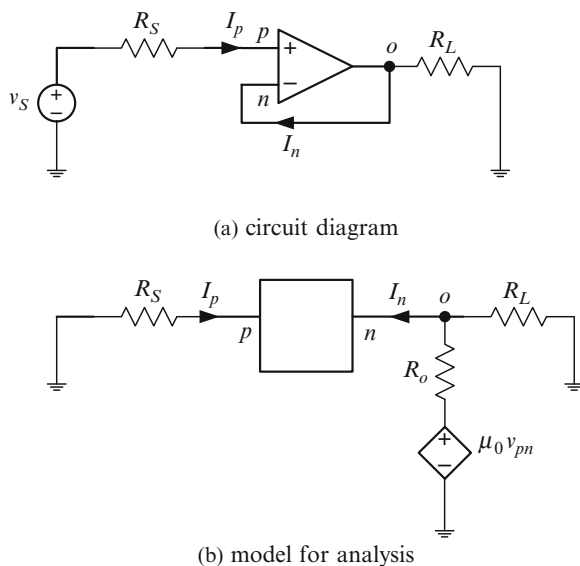 R_S I_p p + o R_L
v_S + − − n
I_n
(a) circuit diagram
R_S I_p I_n o R_L
p n
R_o
+ − μ_0 v_pn
(b) model for analysis